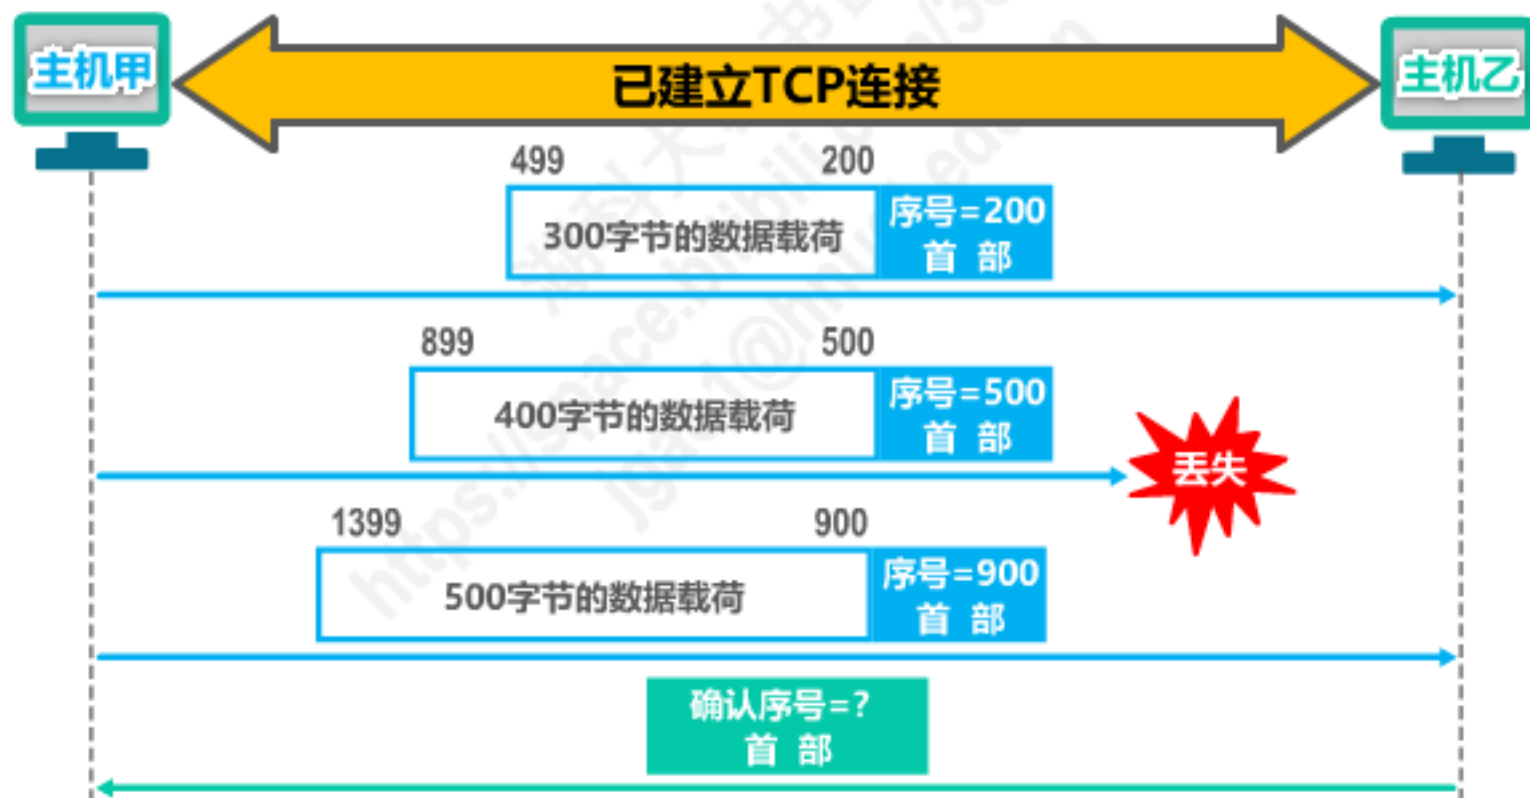 主机甲
已建立TCP连接
主机乙
499
200
300字节的数据载荷
序号=200
首 部
899
500
400字节的数据载荷
序号=500
首 部
丢失
1399
900
500字节的数据载荷
序号=900
首 部
确认序号=?
首 部